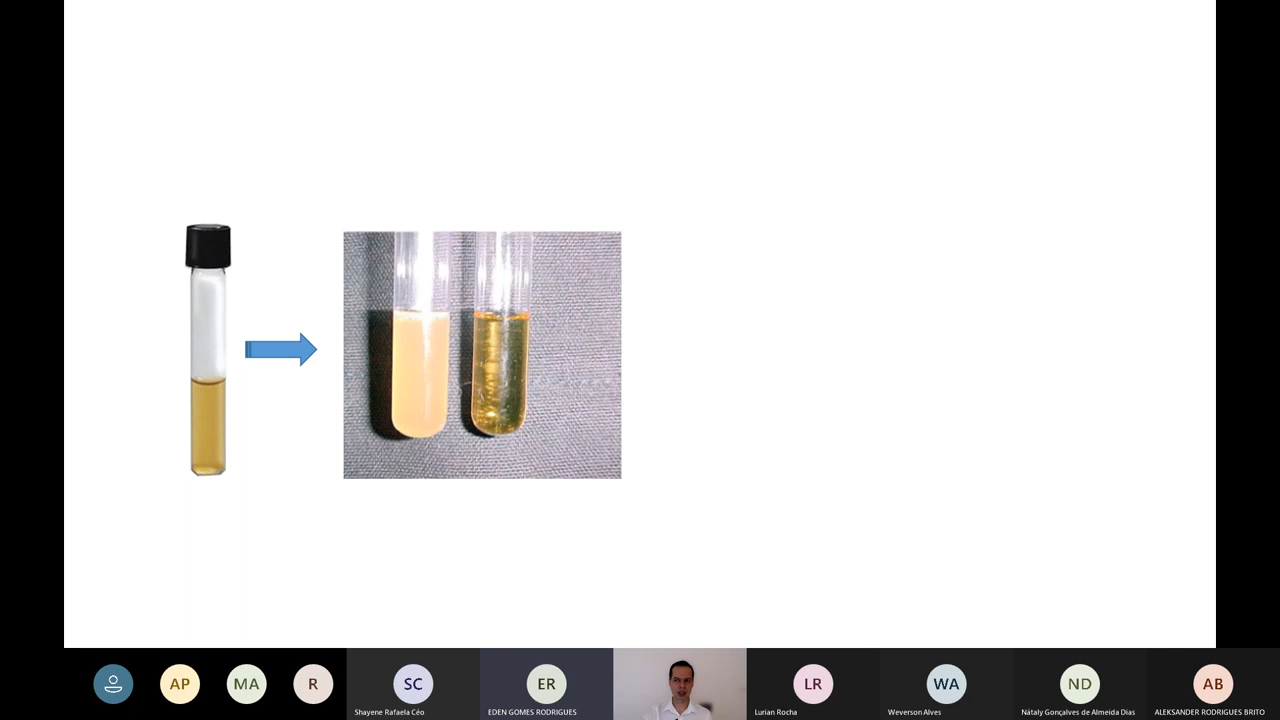 AP
MA
R
SC
ER
LR
WA
ND
AB
Shayene Rafaela Céo
EDEN GOMES RODRIGUES
Lurian Rocha
Weverson Alves
Nátaly Gonçalves de Almeida Dias
ALEKSANDER RODRIGUES BRITO